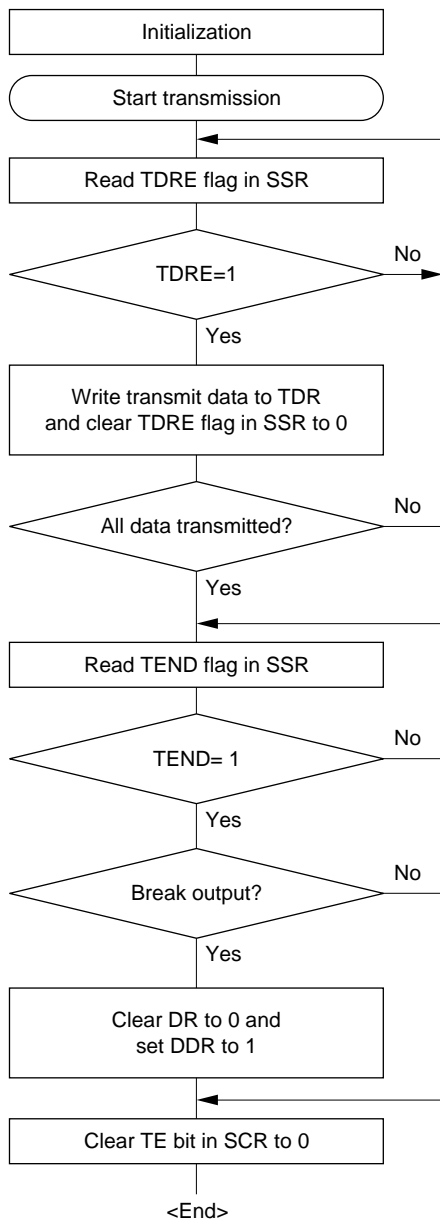 Initialization
Start transmission
Read TDRE flag in SSR
TDRE=1
No
Yes
Write transmit data to TDR
and clear TDRE flag in SSR to 0
All data transmitted?
No
Yes
Read TEND flag in SSR
TEND= 1
No
Yes
Break output?
No
Yes
Clear DR to 0 and
set DDR to 1
Clear TE bit in SCR to 0
<End>